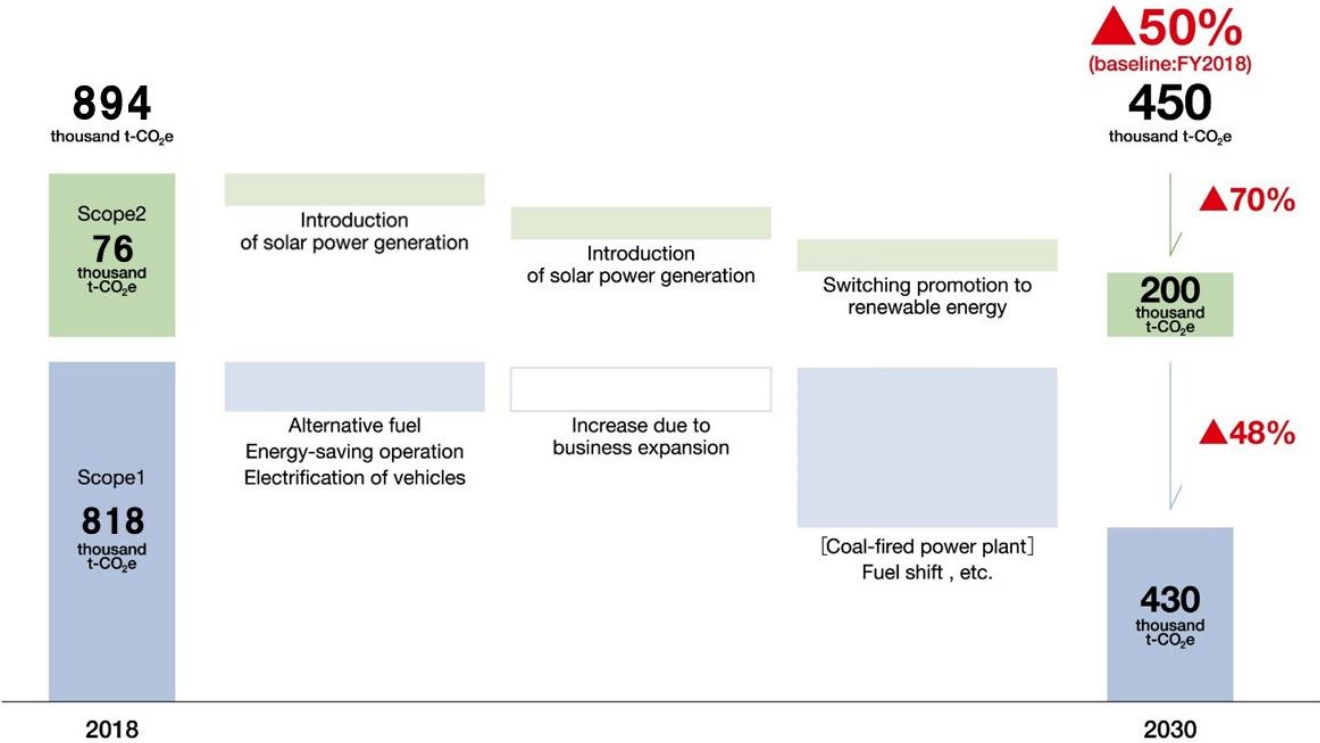 ▲50%
(baseline:FY2018)
894
thousand t-CO₂e
450
thousand t-CO₂e
Scope2
76
thousand
t-CO₂e
Introduction
of solar power generation
Introduction
of solar power generation
Switching promotion to
renewable energy
▲70%
200
thousand
t-CO₂e
Scope1
818
thousand
t-CO₂e
Alternative fuel
Energy-saving operation
Electrification of vehicles
Increase due to
business expansion
[Coal-fired power plant]
Fuel shift , etc.
▲48%
430
thousand
t-CO₂e
2018
2030